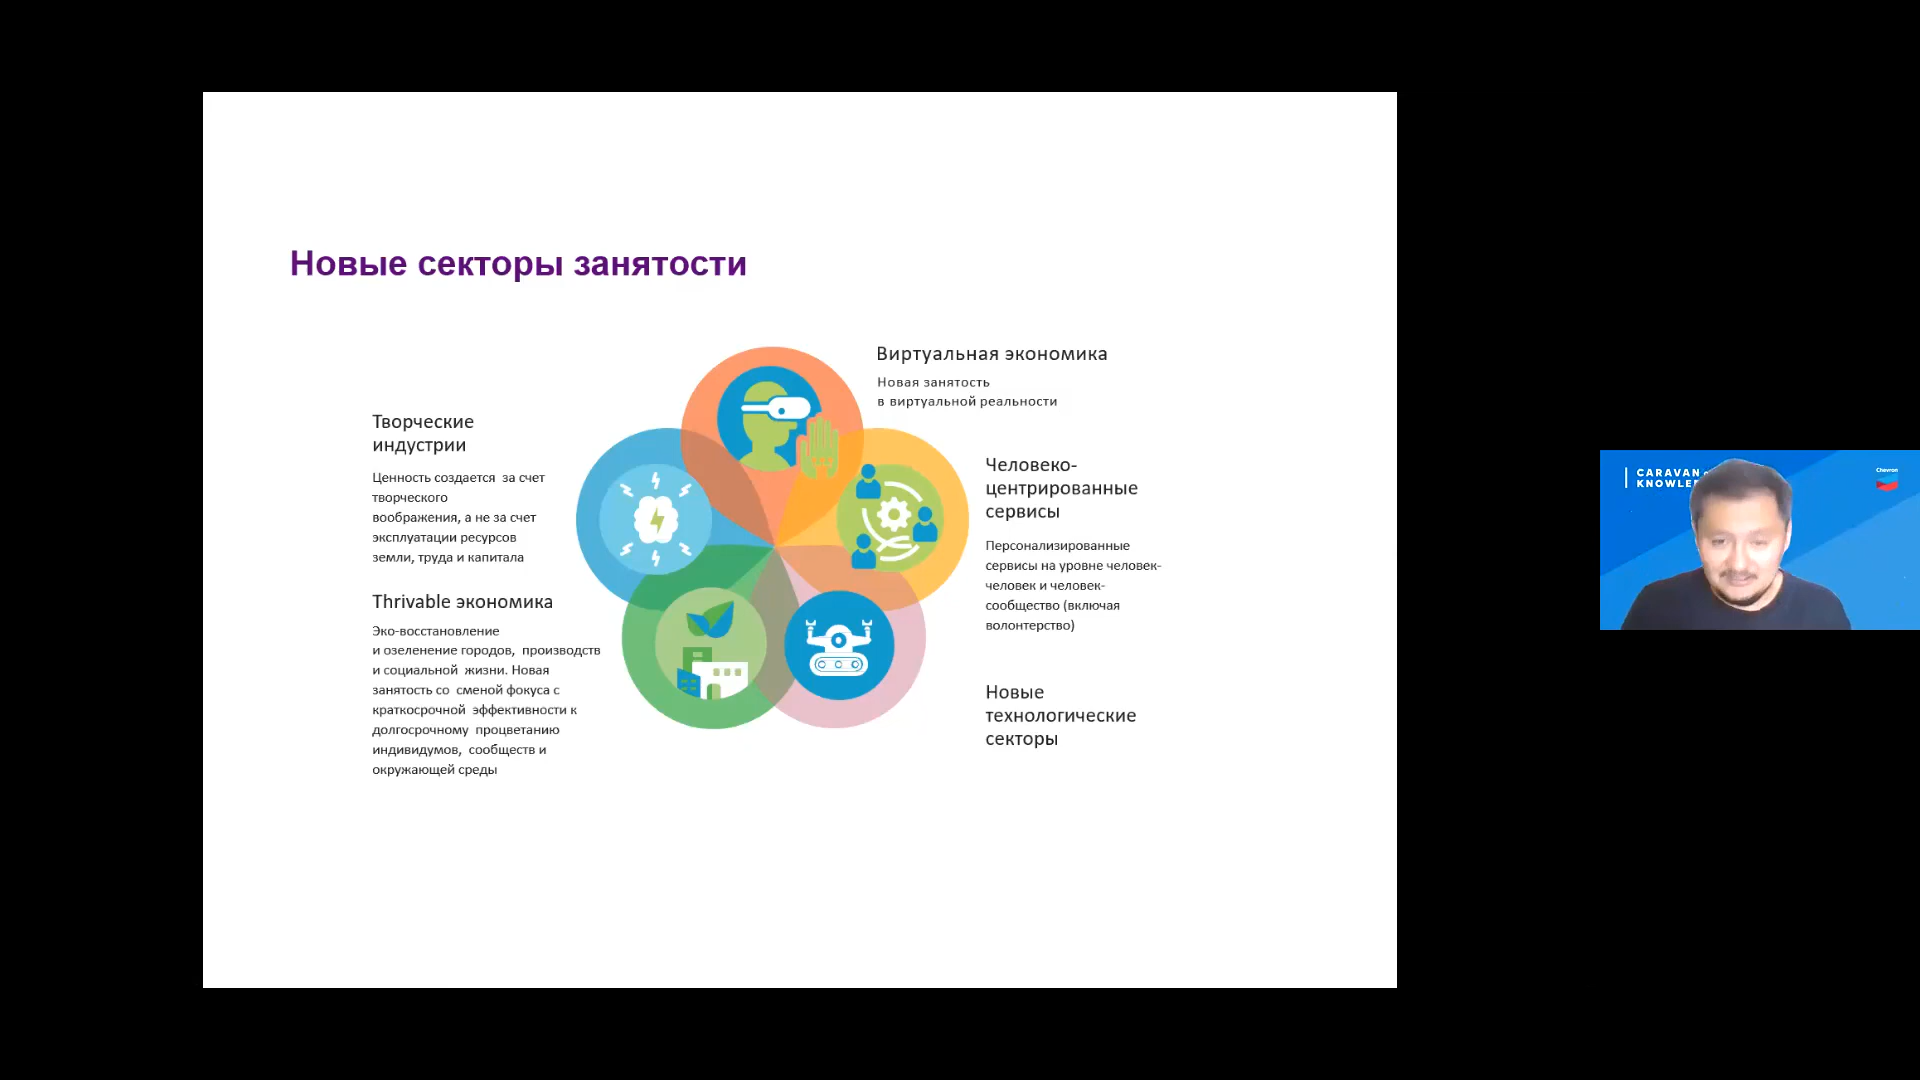 Новые секторы занятости
Виртуальная экономика
Новая занятость
в виртуальной реальности
Творческие
индустрии
Ценность создается за счет
творческого
воображения, а не за счет
эксплуатации ресурсов
земли, труда и капитала
Человеко-
центрированные
сервисы
Персонализированные
сервисы на уровне человек-
человек и человек-
сообщество (включая
волонтерство)
Thrivable экономика
Эко-восстановление
и озеленение городов, производств
и социальной жизни. Новая
занятость со сменой фокуса с
краткосрочной эффективности к
долгосрочному процветанию
индивидумов, сообществ и
окружающей среды
Новые
технологические
секторы
CARAVAN
Chevron